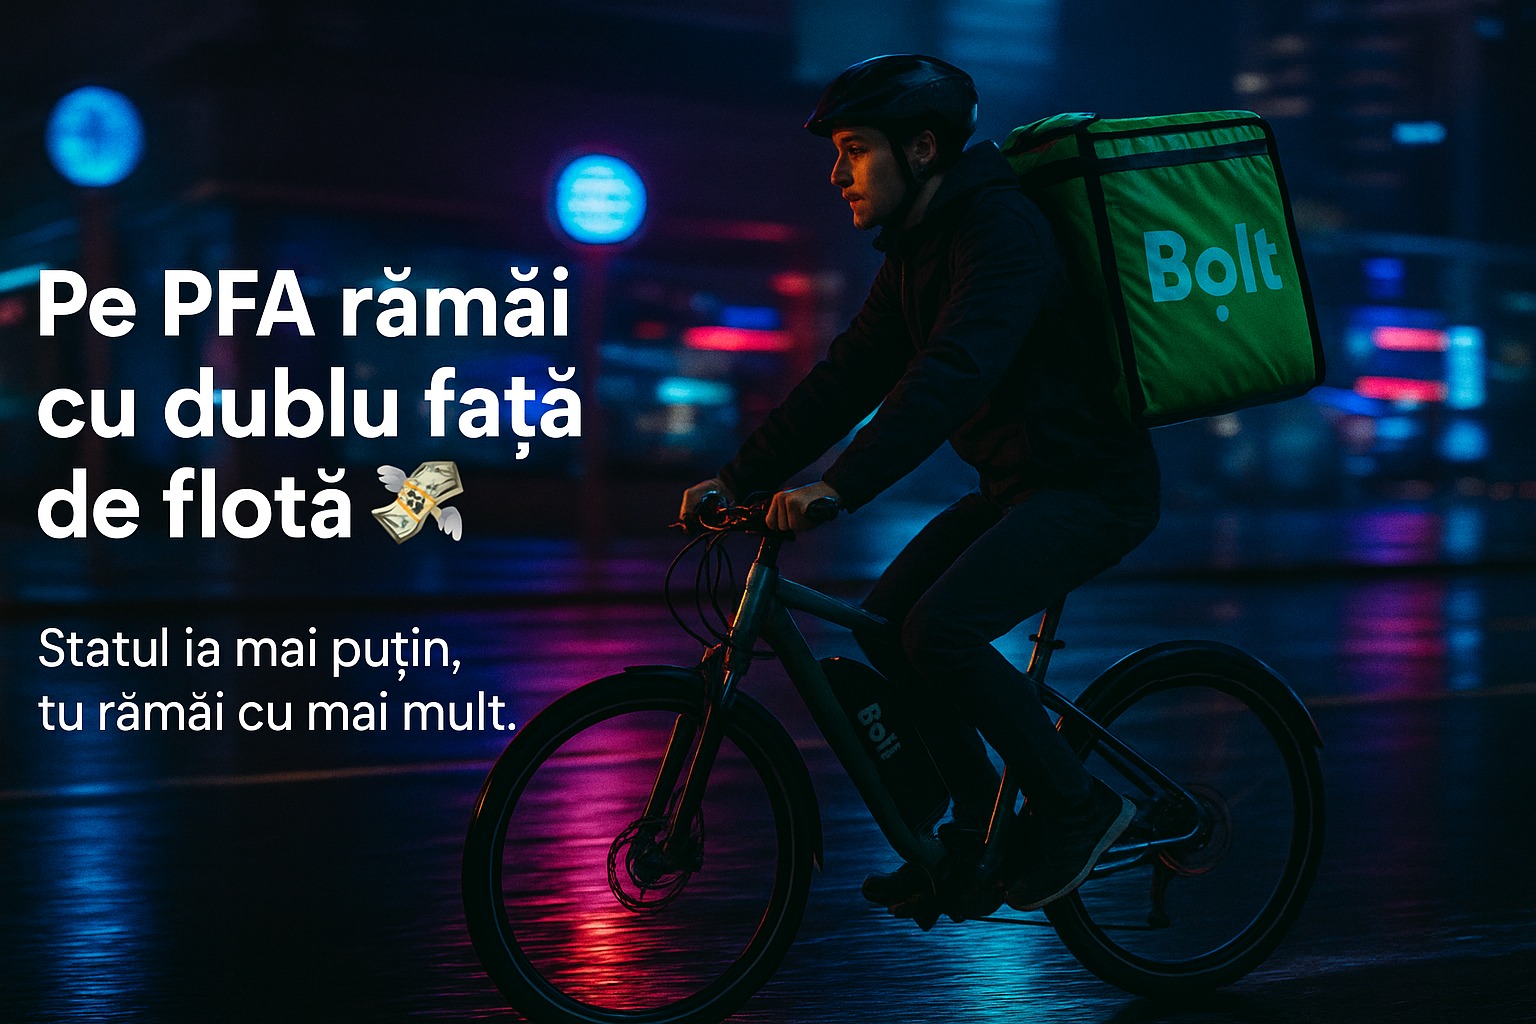 Pe PFA rămăi
cu dublu față
de flotă 💸
Statul ia mai puțin,
tu rămăi cu mai mult.
Bolt
Bolt